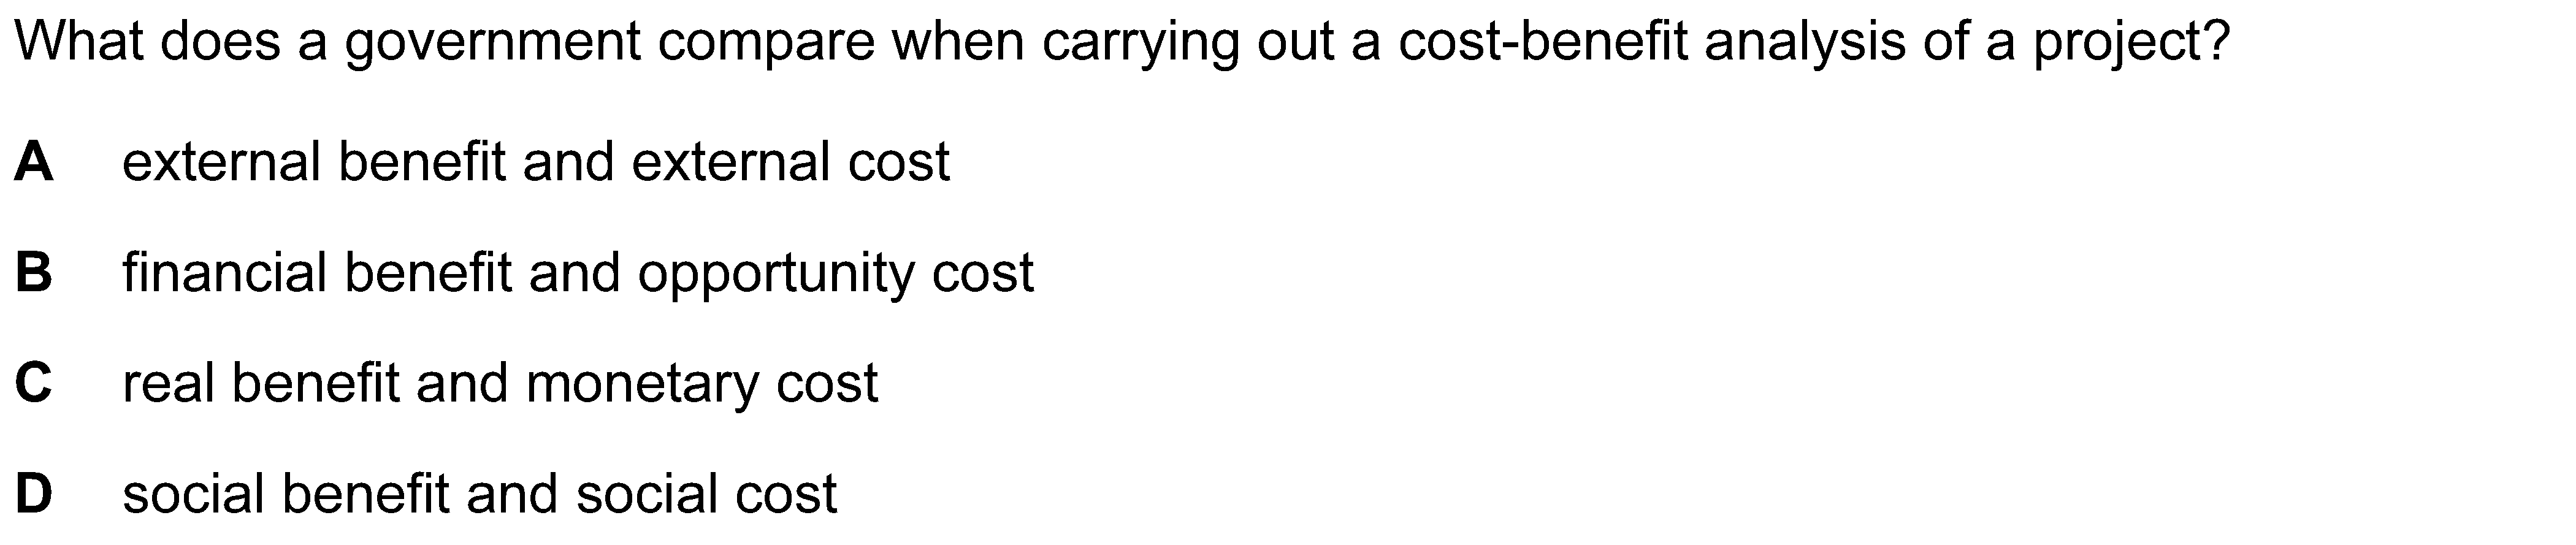 What does a government compare when carrying out a cost-benefit analysis of a project?
A external benefit and external cost
B financial benefit and opportunity cost
C real benefit and monetary cost
D social benefit and social cost